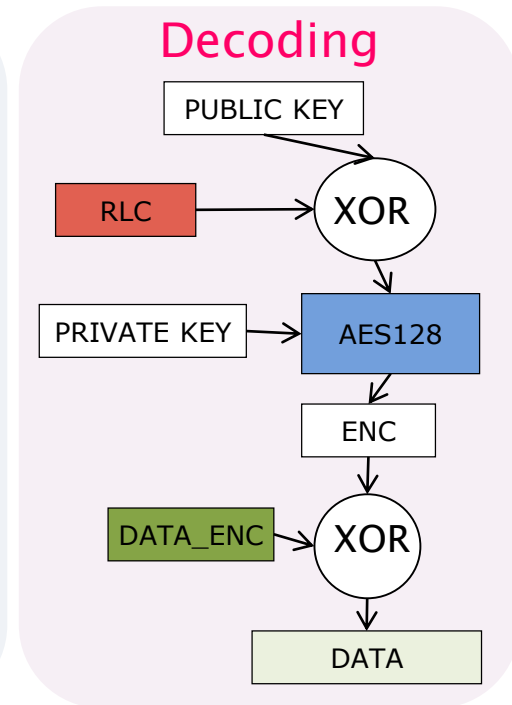 Decoding
PUBLIC KEY
RLC
XOR
PRIVATE KEY
AES128
ENC
DATA_ENC
XOR
DATA